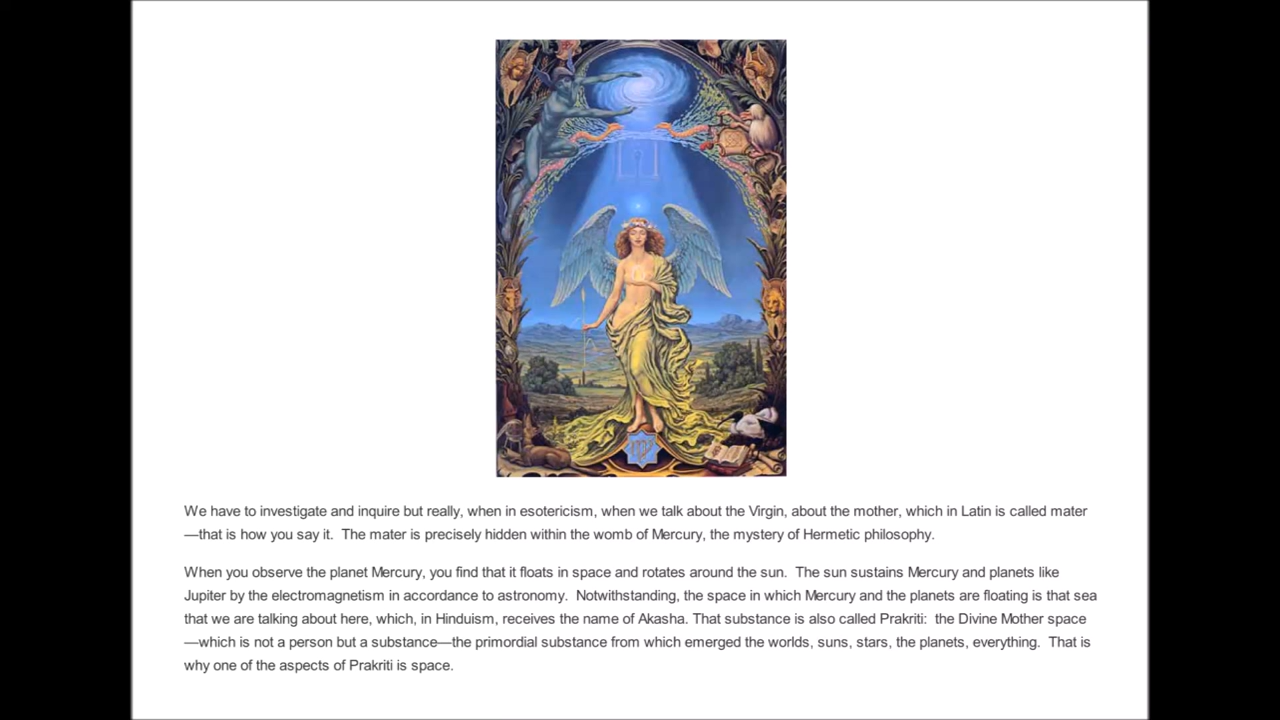 We have to investigate and inquire but really, when in esotericism, when we talk about the Virgin, about the mother, which in Latin is called mater
—that is how you say it.  The mater is precisely hidden within the womb of Mercury, the mystery of Hermetic philosophy.
When you observe the planet Mercury, you find that it floats in space and rotates around the sun.  The sun sustains Mercury and planets like
Jupiter by the electromagnetism in accordance to astronomy.  Notwithstanding, the space in which Mercury and the planets are floating is that sea
that we are talking about here, which, in Hinduism, receives the name of Akasha. That substance is also called Prakriti:  the Divine Mother space
—which is not a person but a substance—the primordial substance from which emerged the worlds, suns, stars, the planets, everything.  That is
why one of the aspects of Prakriti is space.